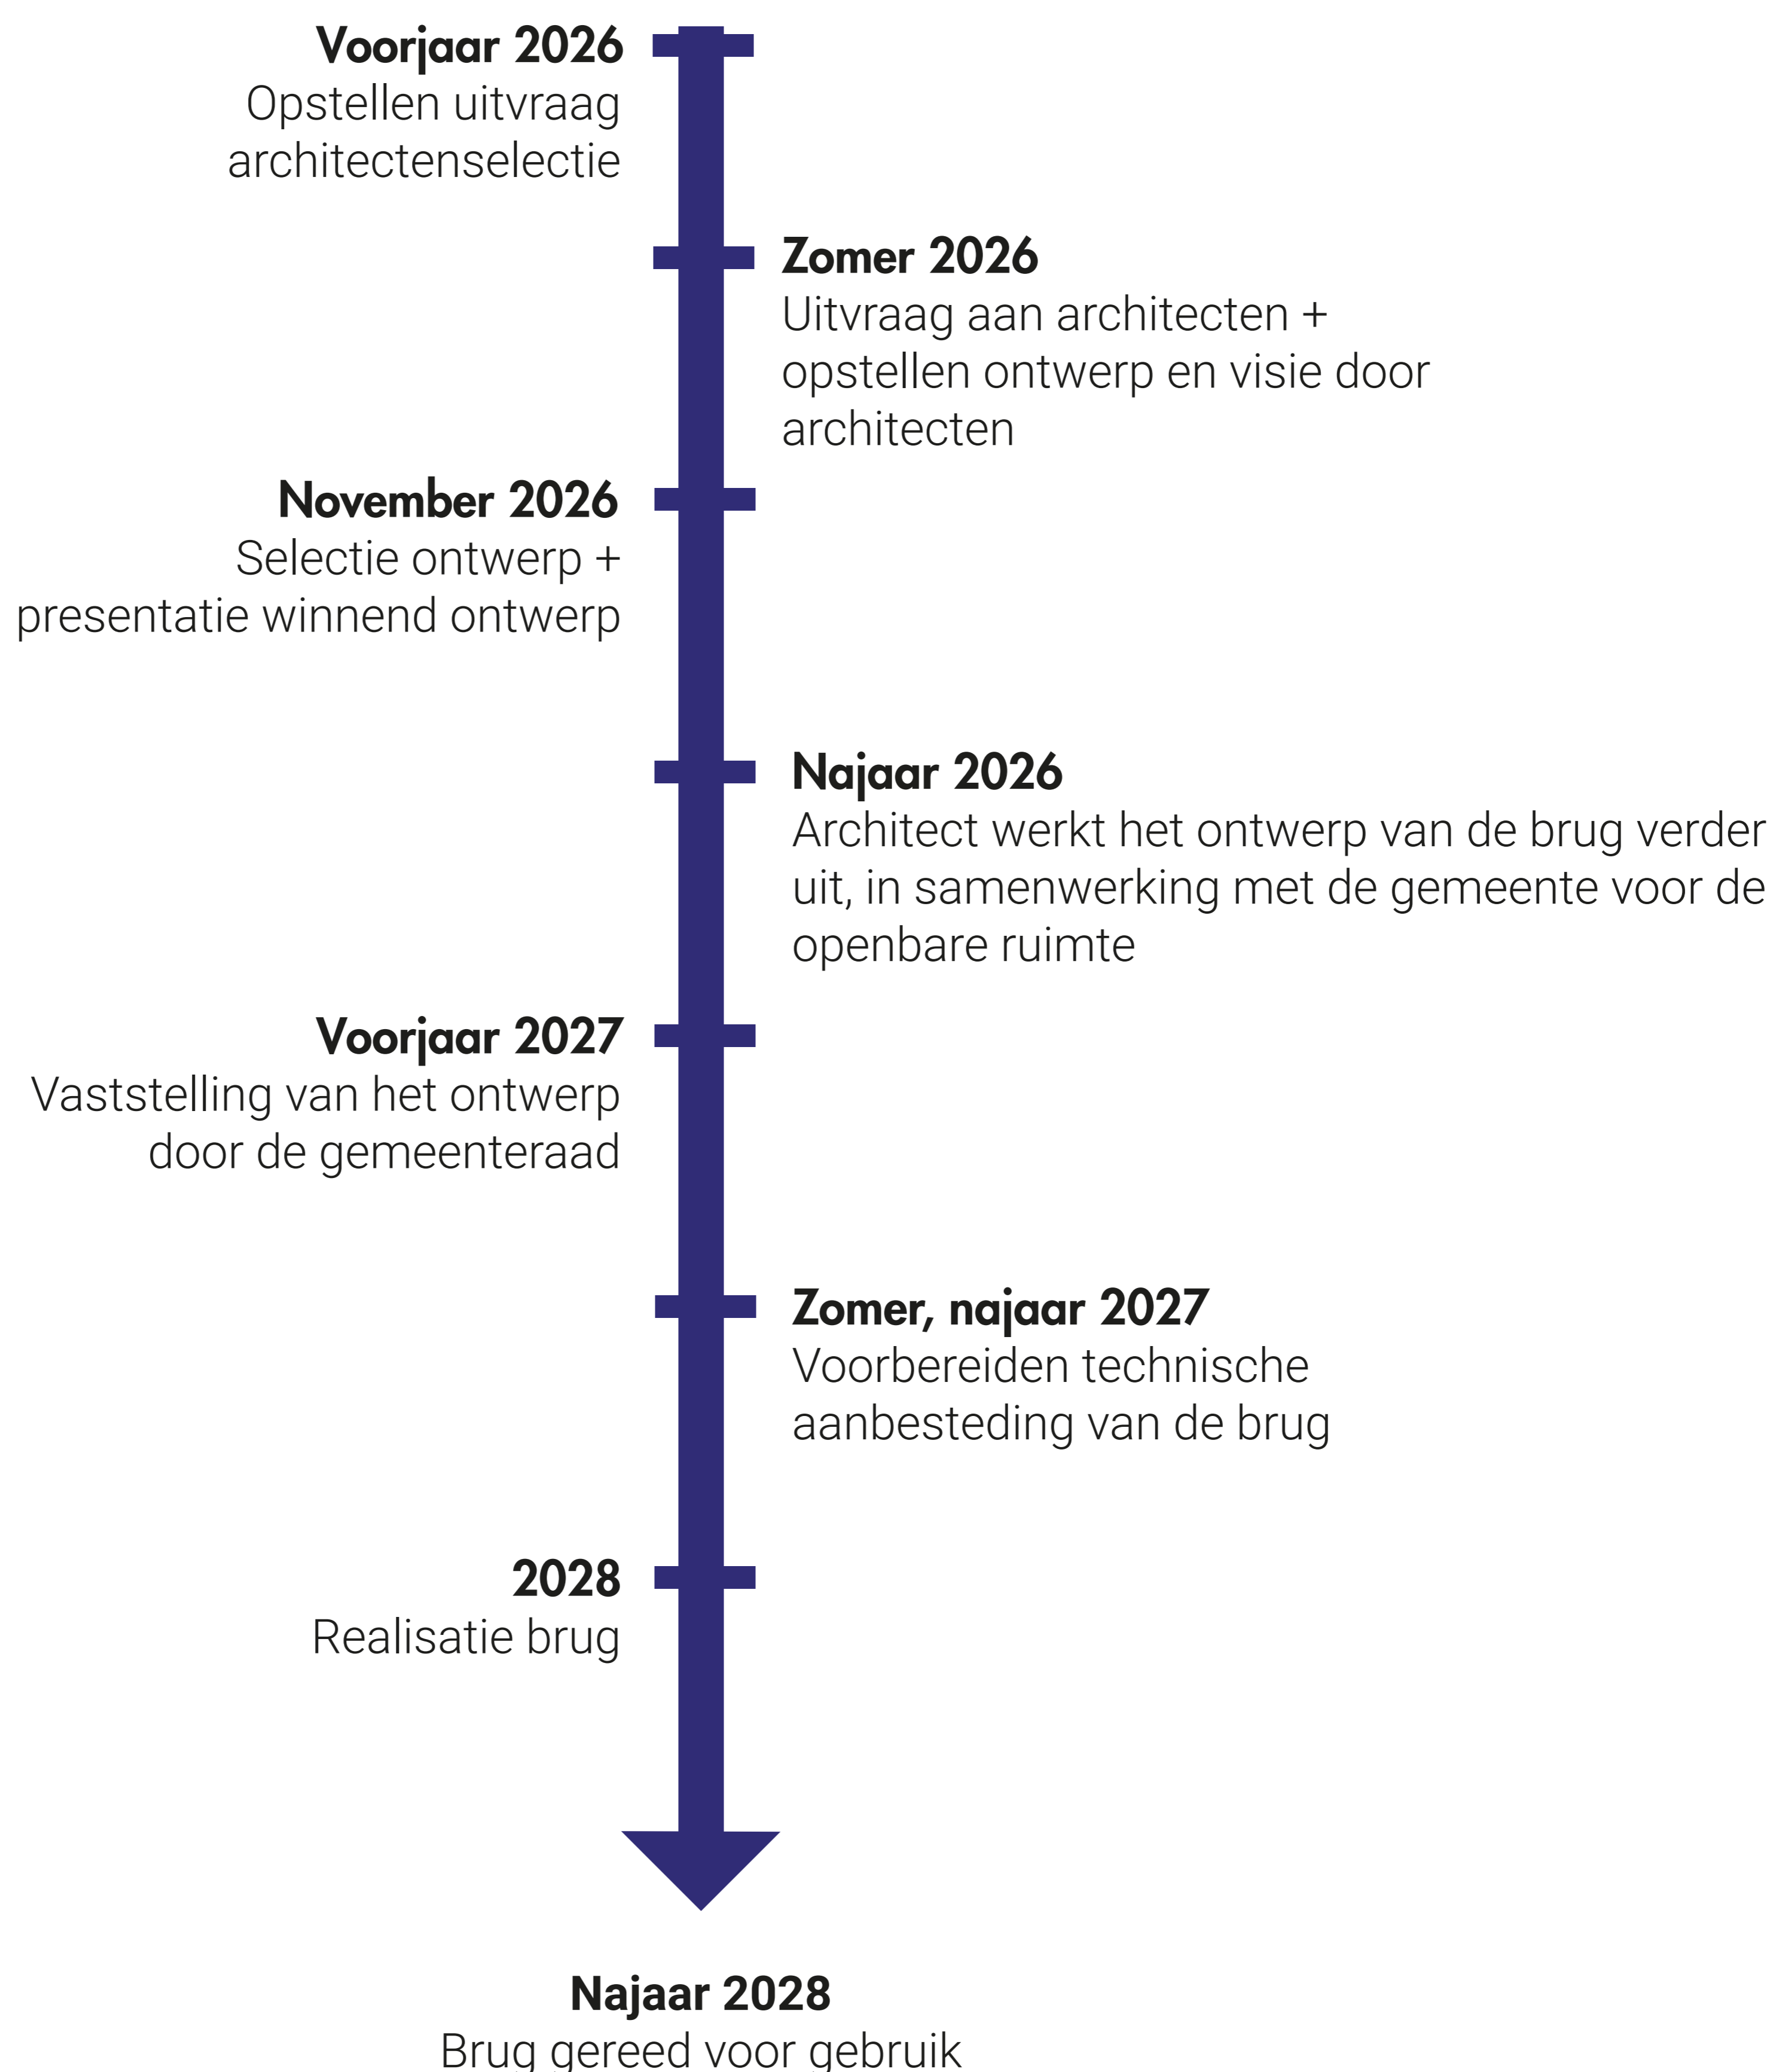 Voorjaar 2026
Opstellen uitvraag
architectenselectie
Zomer 2026
Uitvraag aan architecten +
opstellen ontwerp en visie door
architecten
November 2026
Selectie ontwerp +
presentatie winnend ontwerp
Najaar 2026
Architect werkt het ontwerp van de brug verder
uit, in samenwerking met de gemeente voor de
openbare ruimte
Voorjaar 2027
Vaststelling van het ontwerp
door de gemeenteraad
Zomer, najaar 2027
Voorbereiden technische
aanbesteding van de brug
2028
Realisatie brug
Najaar 2028
Brug gereed voor gebruik